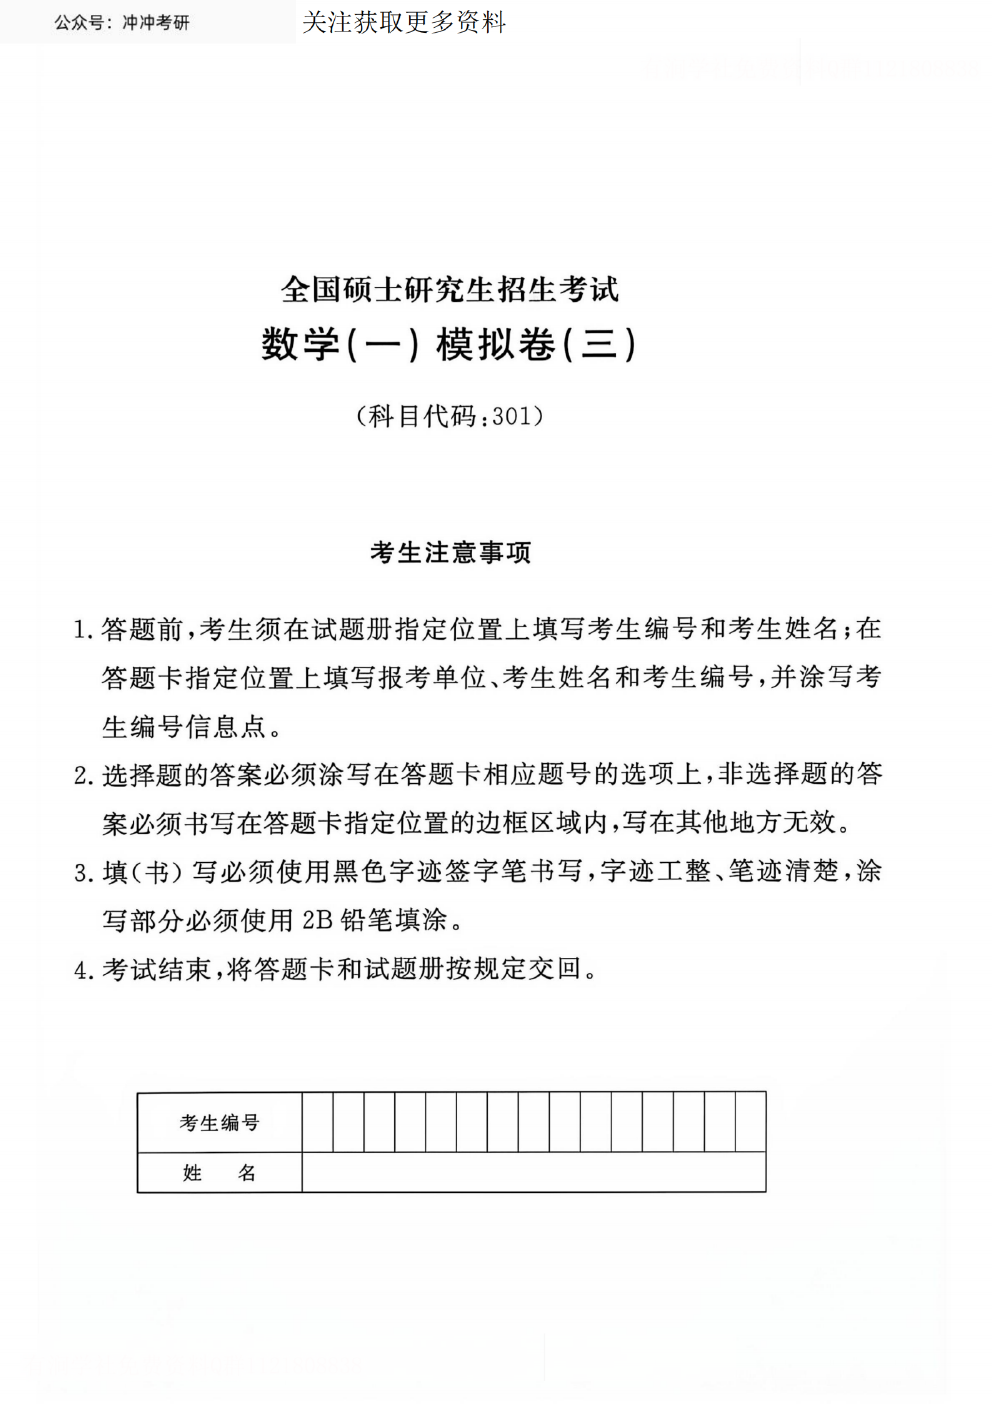 公众号：冲冲考研
关注获取更多资料
全国硕士研究生招生考试
数学(一) 模拟卷(三)
（科目代码:301）
考生注意事项
1. 答题前,考生须在试题册指定位置上填写考生编号和考生姓名;在
答题卡指定位置上填写报考单位、考生姓名和考生编号,并涂写考
生编号信息点。
2. 选择题的答案必须涂写在答题卡相应题号的选项上,非选择题的答
案必须书写在答题卡指定位置的边框区域内,写在其他地方无效。
3. 填(书) 写必须使用黑色字迹签字笔书写,字迹工整、笔迹清楚,涂
写部分必须使用 2B 铅笔填涂。
4. 考试结束,将答题卡和试题册按规定交回。
考生编号
姓 名